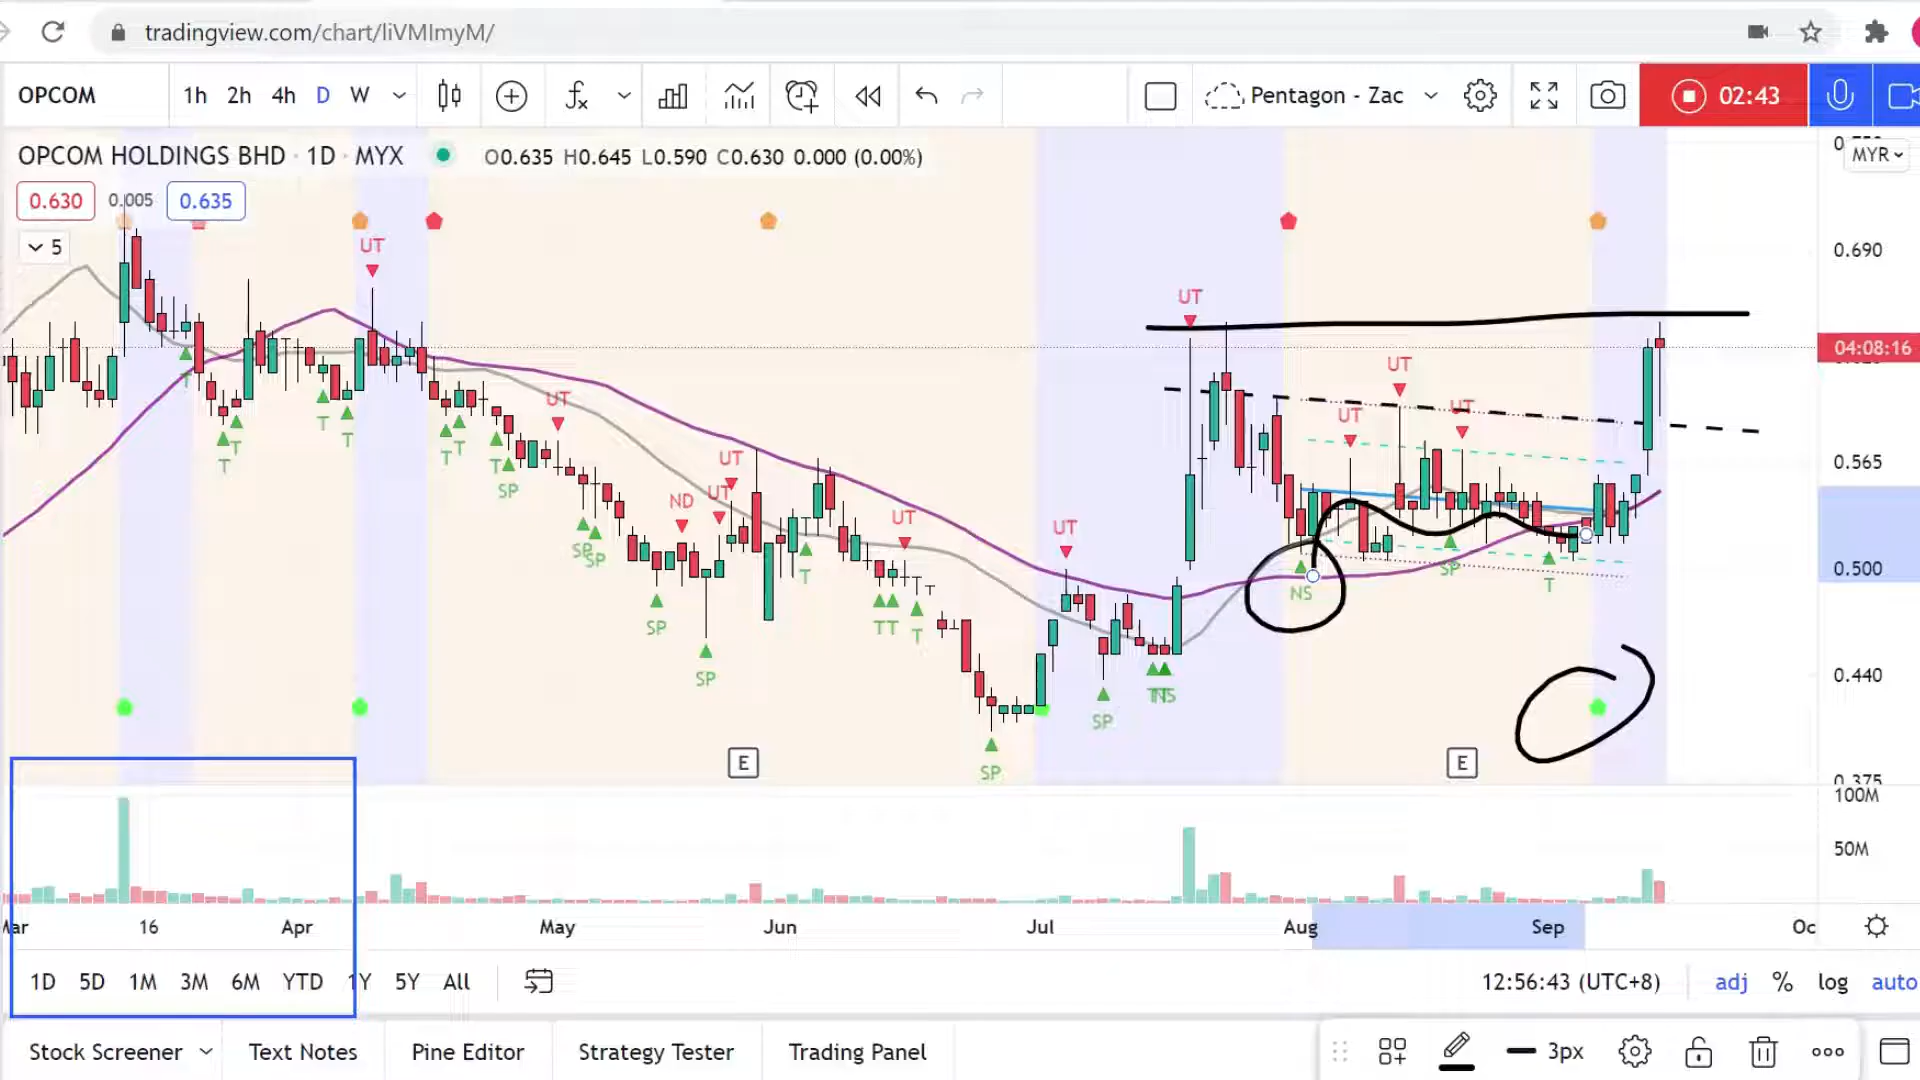 tradingview.com/chart/liVMImyM/
OPCOM 1h 2h 4h D W Pentagon - Zac 02:43
OPCOM HOLDINGS BHD · 1D · MYX O0.635 H0.645 L0.590 C0.630 0.000 (0.00%)
MYR
0.630 0.005 0.635
5
UT
0.690
UT
04:08:16
UT
T
UT
UT
UT
T
T
T
T
T
T
T
0.565
UT
SP
ND
UT
UT
UT
SP
SP
T
SP
0.500
NS
T
SP
TT
T
SP
0.440
SP
T
NS
SP
SP
E
E
0.375
100M
50M
Mar 16 Apr May Jun Jul Aug Sep Oc
1D 5D 1M 3M 6M YTD 1Y 5Y All 12:56:43 (UTC+8) adj % log auto
Stock Screener Text Notes Pine Editor Strategy Tester Trading Panel 3px